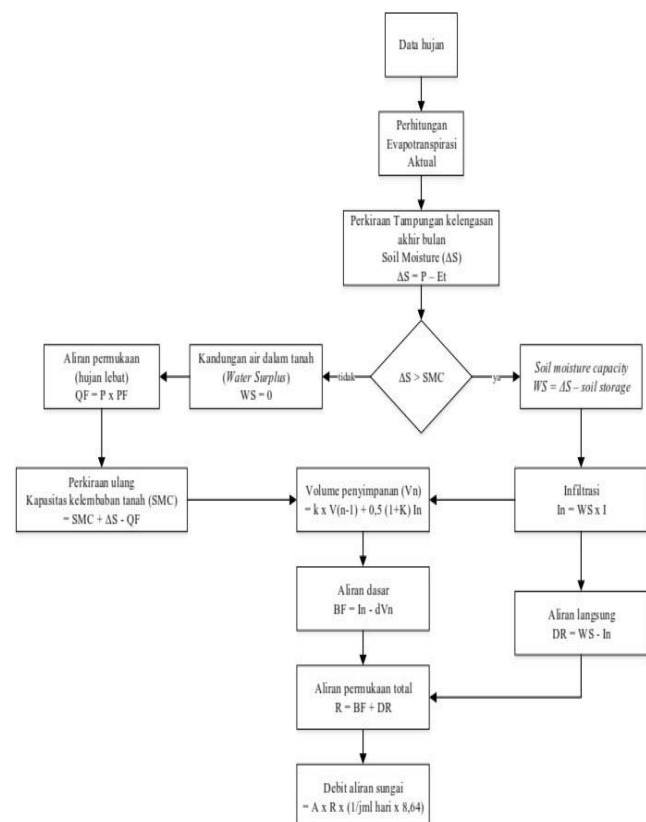 Data hujan
Perhitungan
Evapotranspirasi
Aktual
Perkiraan Tampungan kelengasan
akhir bulan
Soil Moisture (ΔS)
ΔS = P – Et
ΔS > SMC
tidak
ya
Kandungan air dalam tanah
(Water Surplus)
WS = 0
Aliran permukaan
(hujan lebat)
QF = P x PF
Soil moisture capacity
WS = ΔS – soil storage
Perkiraan ulang
Kapasitas kelembaban tanah (SMC)
= SMC + ΔS - QF
Volume penyimpanan (Vn)
= k x V(n-1) + 0,5 (1+K) In
Infiltrasi
In = WS x I
Aliran dasar
BF = In - dVn
Aliran langsung
DR = WS - In
Aliran permukaan total
R = BF + DR
Debit aliran sungai
= A x R x (1/jml hari x 8,64)